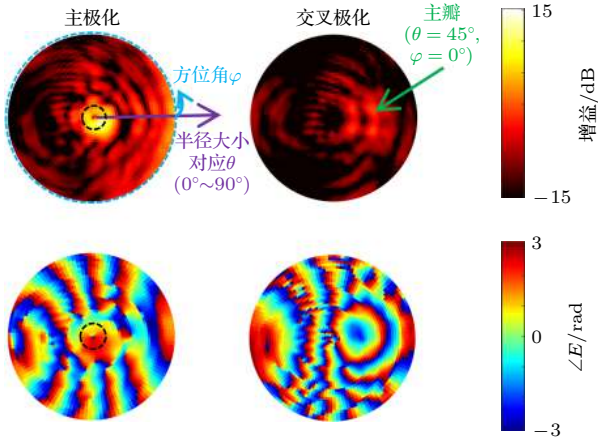 主极化
交叉极化
主瓣
(θ = 45°,
φ = 0°)
方位角φ
半径大小
对应θ
(0°~90°)
15
增益/dB
−15
3
0
∠E/rad
−3